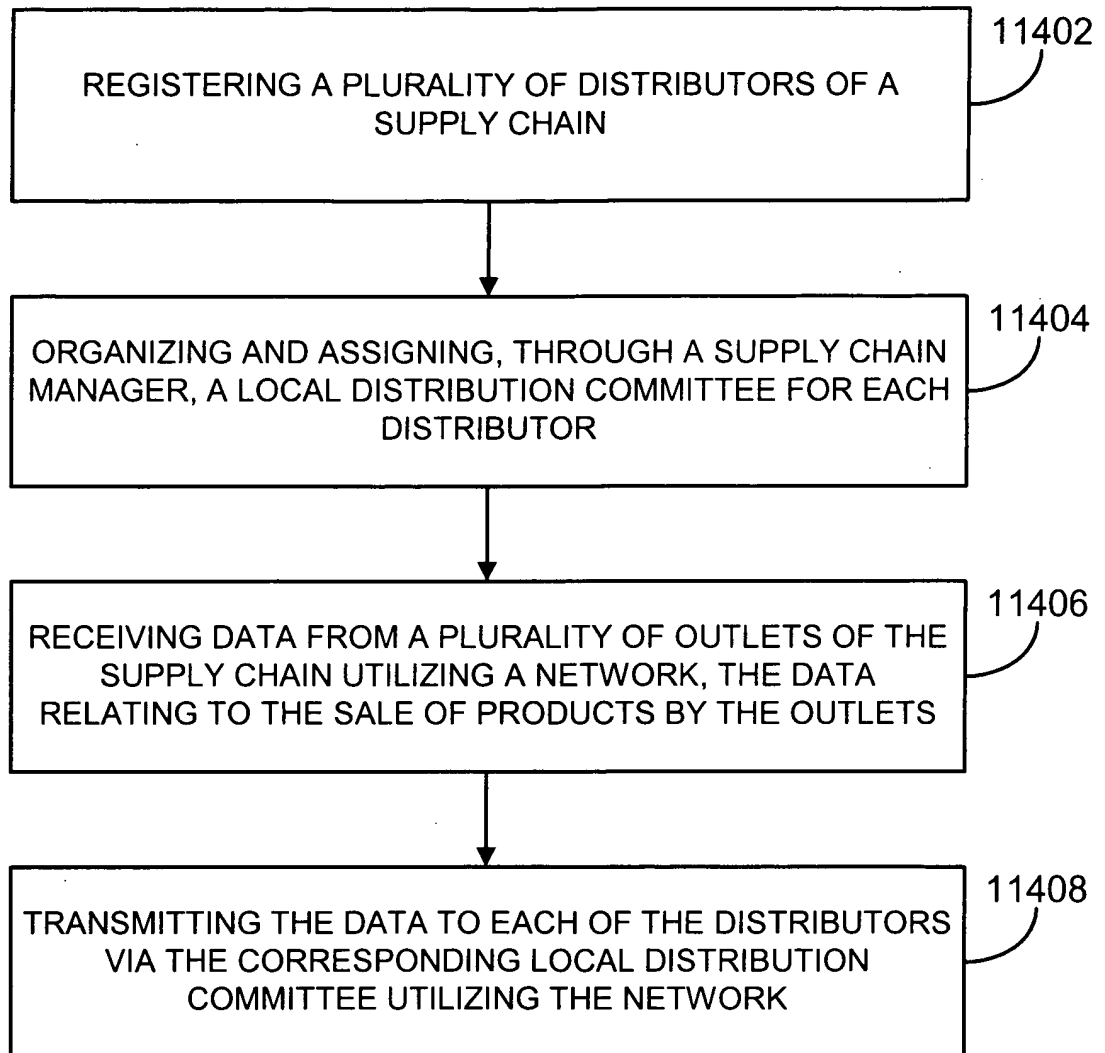 11402
REGISTERING A PLURALITY OF DISTRIBUTORS OF A
SUPPLY CHAIN
11404
ORGANIZING AND ASSIGNING, THROUGH A SUPPLY CHAIN
MANAGER, A LOCAL DISTRIBUTION COMMITTEE FOR EACH
DISTRIBUTOR
11406
RECEIVING DATA FROM A PLURALITY OF OUTLETS OF THE
SUPPLY CHAIN UTILIZING A NETWORK, THE DATA
RELATING TO THE SALE OF PRODUCTS BY THE OUTLETS
11408
TRANSMITTING THE DATA TO EACH OF THE DISTRIBUTORS
VIA THE CORRESPONDING LOCAL DISTRIBUTION
COMMITTEE UTILIZING THE NETWORK